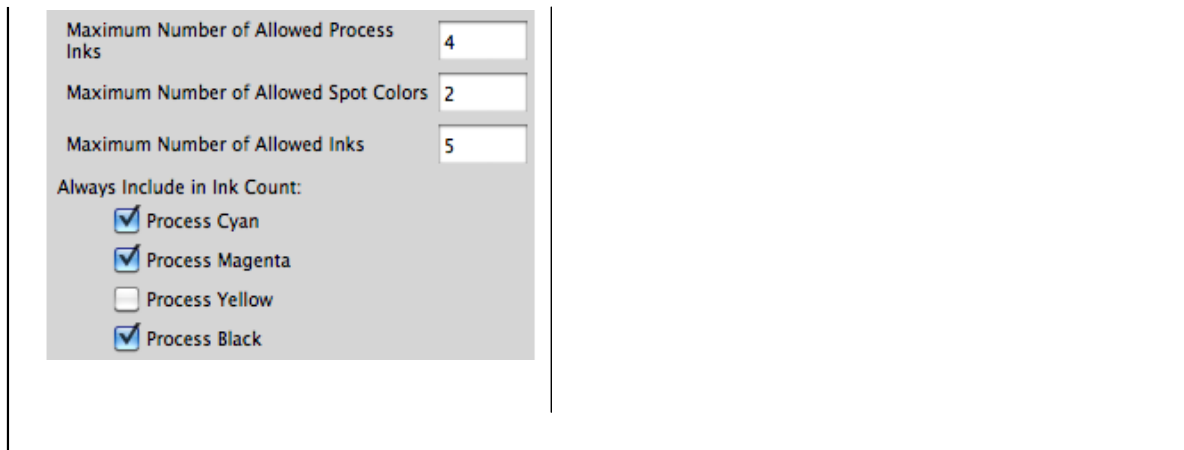 Maximum Number of Allowed Process
Inks
4
Maximum Number of Allowed Spot Colors 2
Maximum Number of Allowed Inks 5
Always Include in Ink Count:
Process Cyan
Process Magenta
Process Yellow
Process Black